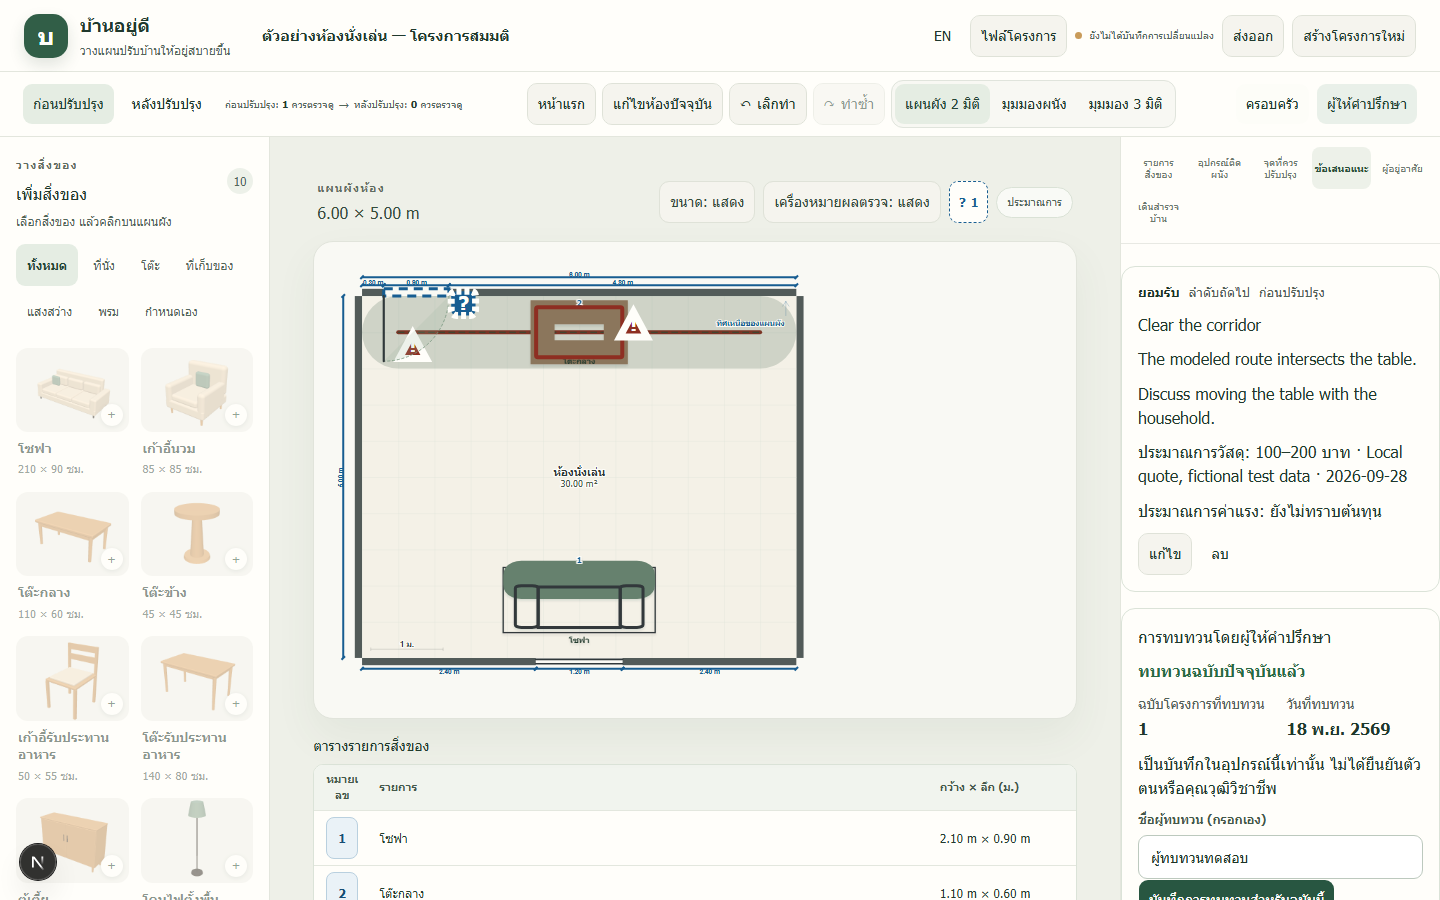 บ
บ้านอยู่ดี
วางแผนปรับบ้านให้อยู่สบายขึ้น
ตัวอย่างห้องนั่งเล่น — โครงการสมมติ
EN
ไฟล์โครงการ
ยังไม่ได้บันทึกการเปลี่ยนแปลง
ส่งออก
สร้างโครงการใหม่
ก่อนปรับปรุง
หลังปรับปรุง
ก่อนปรับปรุง: 1 ควรตรวจดู → หลังปรับปรุง: 0 ควรตรวจดู
หน้าแรก
แก้ไขห้องปัจจุบัน
↶ เลิกทำ
↷ ทำซ้ำ
แผนผัง 2 มิติ
มุมมองผนัง
มุมมอง 3 มิติ
ครอบครัว
ผู้ให้คำปรึกษา
วางสิ่งของ
เพิ่มสิ่งของ
10
เลือกสิ่งของ แล้วคลิกบนแผนผัง
ทั้งหมด
ที่นั่ง
โต๊ะ
ที่เก็บของ
แสงสว่าง
พรม
กำหนดเอง
+
+
โซฟา
210 × 90 ซม.
เก้าอี้นวม
85 × 85 ซม.
+
+
โต๊ะกลาง
110 × 60 ซม.
โต๊ะข้าง
45 × 45 ซม.
+
+
เก้าอี้รับประทาน
อาหาร
50 × 55 ซม.
โต๊ะรับประทาน
อาหาร
140 × 80 ซม.
N
+
+
แผนผังห้อง
6.00 × 5.00 m
ขนาด: แสดง
เครื่องหมายผลตรวจ: แสดง
? 1
ประมาณการ
6.00 m
0.30 m
0.90 m
4.80 m
?
2
!
!
ทิศเหนือของแผนผัง
โต๊ะกลาง
ห้องนั่งเล่น
30.00 m²
1
โซฟา
1 ม.
2.40 m
1.20 m
2.40 m
ตารางรายการสิ่งของ
หมายเ
ลข
รายการ
กว้าง × ลึก (ม.)
1
โซฟา
2.10 m × 0.90 m
2
โต๊ะกลาง
1.10 m × 0.60 m
รายการ
สิ่งของ
อุปกรณ์ติด
ผนัง
จุดที่ควร
ปรับปรุง
ข้อเสนอแนะ
ผู้อยู่อาศัย
เดินสำรวจ
บ้าน
ยอมรับ ลำดับถัดไป ก่อนปรับปรุง
Clear the corridor
The modeled route intersects the table.
Discuss moving the table with the
household.
ประมาณการวัสดุ: 100–200 บาท · Local
quote, fictional test data · 2026-09-28
ประมาณการค่าแรง: ยังไม่ทราบต้นทุน
แก้ไข
ลบ
การทบทวนโดยผู้ให้คำปรึกษา
ทบทวนฉบับปัจจุบันแล้ว
ฉบับโครงการที่ทบทวน
วันที่ทบทวน
1
18 พ.ย. 2569
เป็นบันทึกในอุปกรณ์นี้เท่านั้น ไม่ได้ยืนยันตัว
ตนหรือคุณวุฒิวิชาชีพ
ชื่อผู้ทบทวน (กรอกเอง)
ผู้ทบทวนทดสอบ
บันทึกการทบทวนสำหรับฉบับนี้